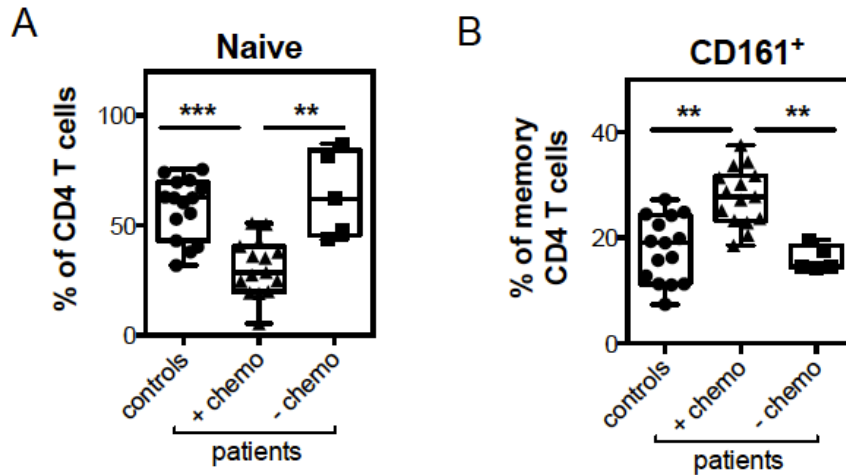 A
Naive
% of CD4 T cells
100
50
0
***
**
controls
+ chemo
- chemo
patients
B
CD161⁺
% of memory
CD4 T cells
40
20
0
**
**
controls
+ chemo
- chemo
patients